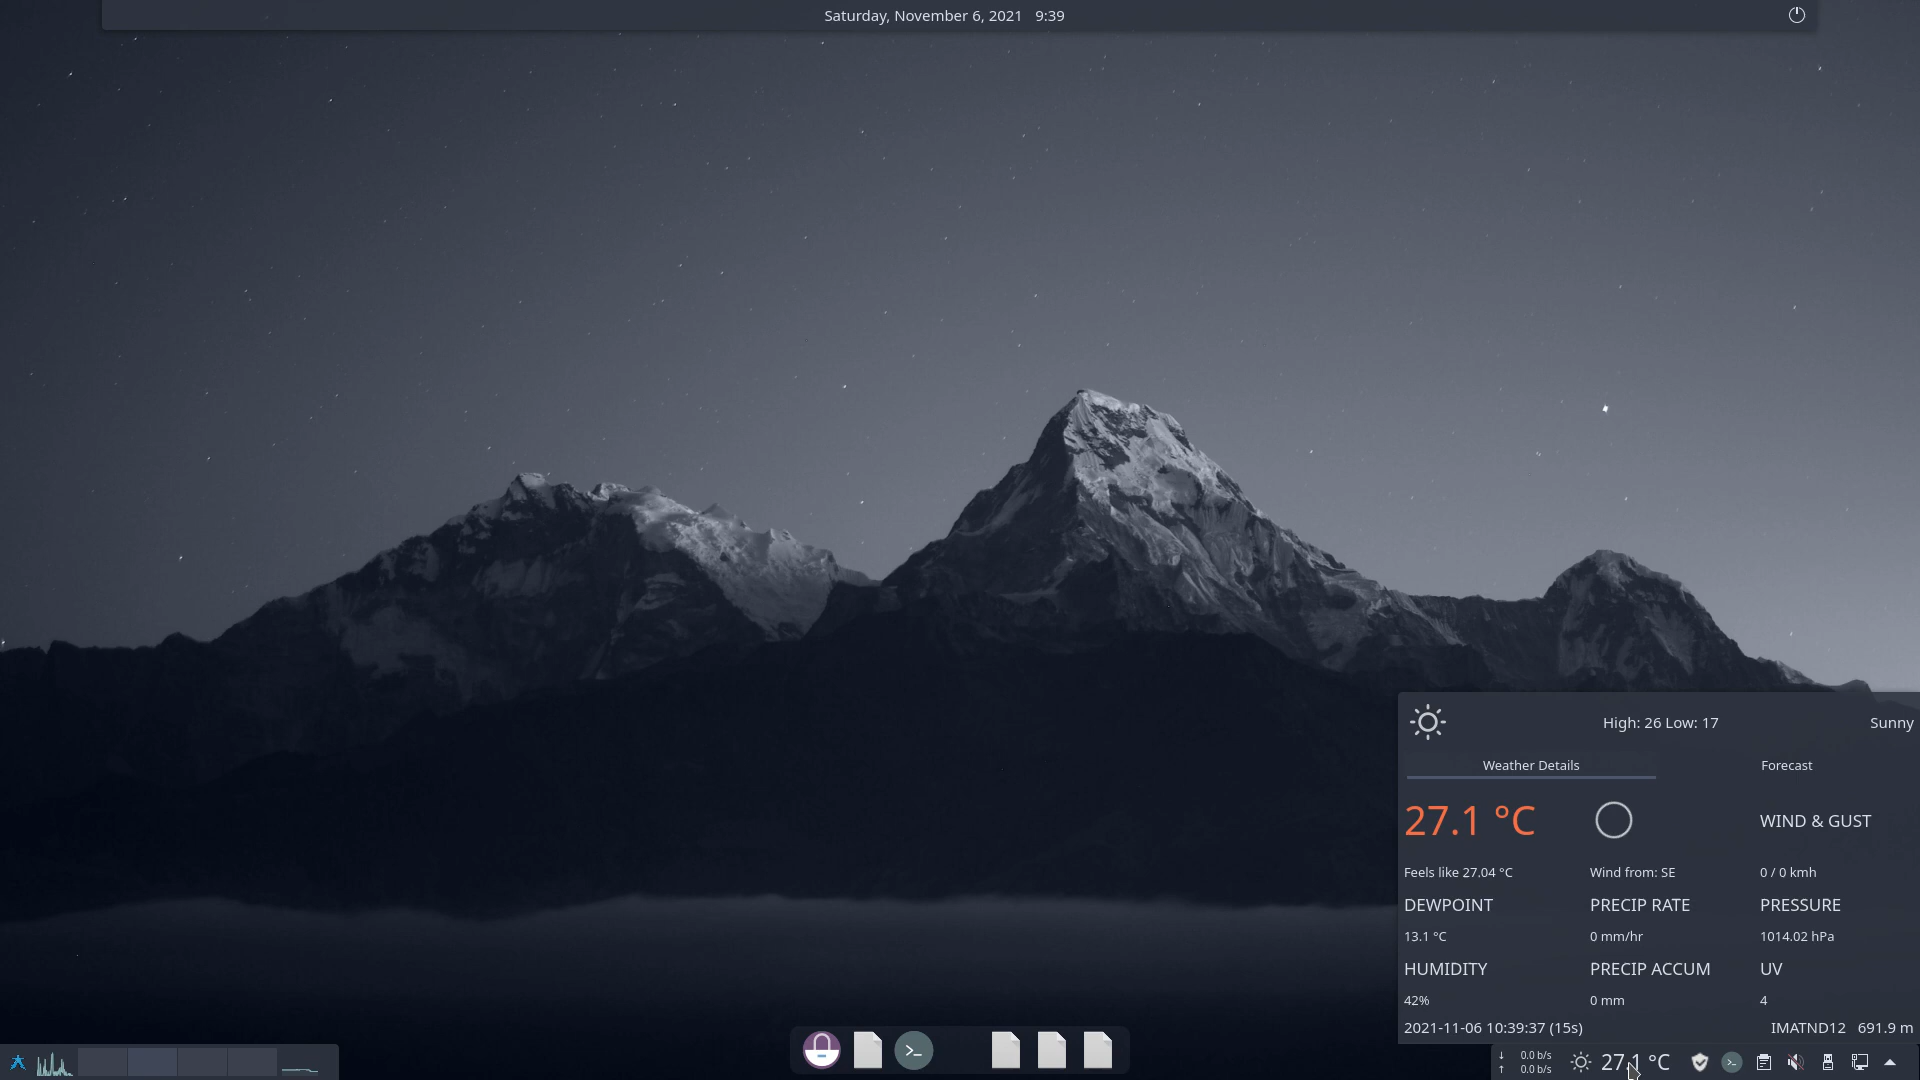 Saturday, November 6, 2021 9:39
High: 26 Low: 17 Sunny
Weather Details Forecast
27.1 °C WIND & GUST
Feels like 27.04 °C Wind from: SE 0 / 0 kmh
DEWPOINT PRECIP RATE PRESSURE
13.1 °C 0 mm/hr 1014.02 hPa
HUMIDITY PRECIP ACCUM UV
42% 0 mm 4
2021-11-06 10:39:37 (15s) IMATND12 691.9 m
↓ 0.0 b/s
↑ 0.0 b/s
27.1 °C